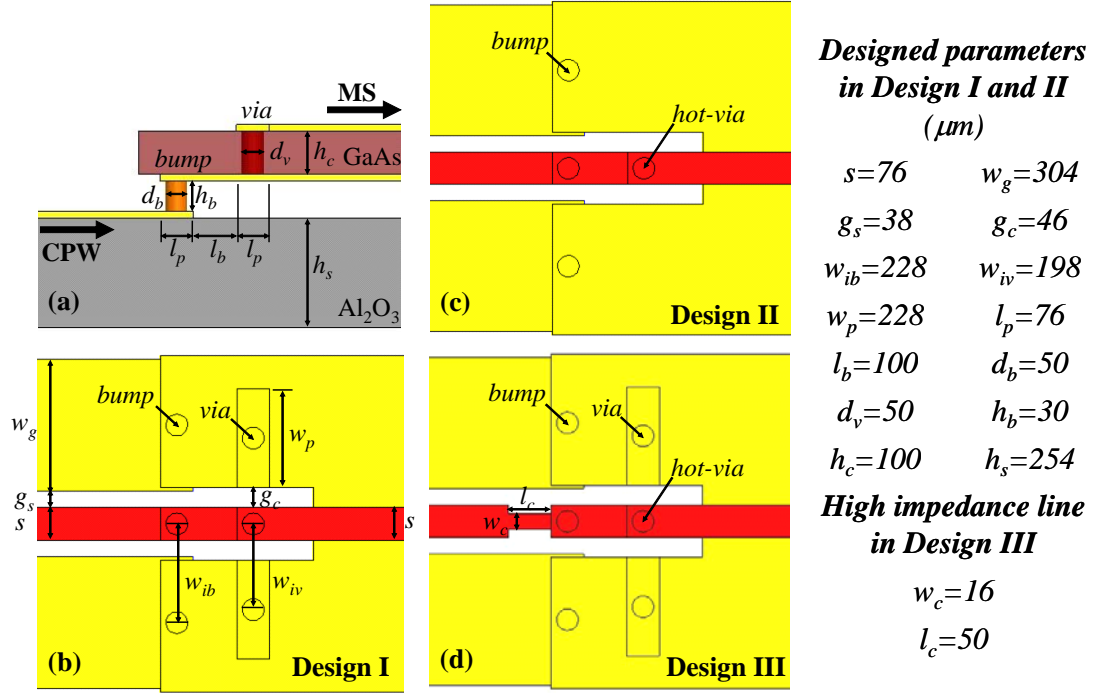 MS
via
bump
d_v
h_c
GaAs
d_b
h_b
CPW
l_p
l_b
l_p
h_s
(a)
Al₂O₃
bump
hot-via
(c)
Design II
bump
via
w_g
w_p
g_s
g_c
s
s
w_ib
w_iv
(b)
Design I
bump
via
hot-via
l_c
w_c
(d)
Design III
Designed parameters
in Design I and II
(μm)
s=76 w_g=304
g_s=38 g_c=46
w_ib=228 w_iv=198
w_p=228 l_p=76
l_b=100 d_b=50
d_v=50 h_b=30
h_c=100 h_s=254
High impedance line
in Design III
w_c=16
l_c=50